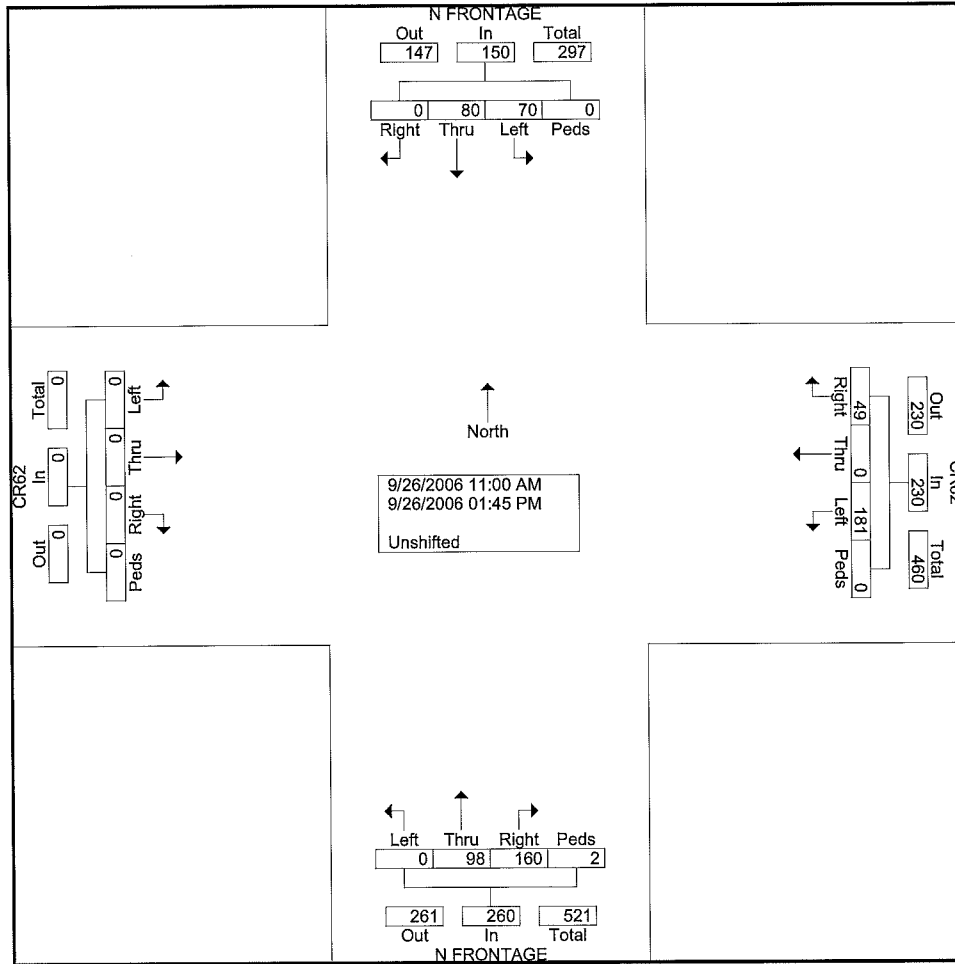 N FRONTAGE
Out In Total
147 150 297
0 80 70 0
Right Thru Left Peds
Total In Out
0 0 0
CR62
0 0 0 0
Left Thru Right Peds
North
9/26/2006 11:00 AM
9/26/2006 01:45 PM
Unshifted
Right Thru Left Peds
49 0 181 0
Out In Total
230 230 460
Left Thru Right Peds
0 98 160 2
261 260 521
Out In Total
N FRONTAGE